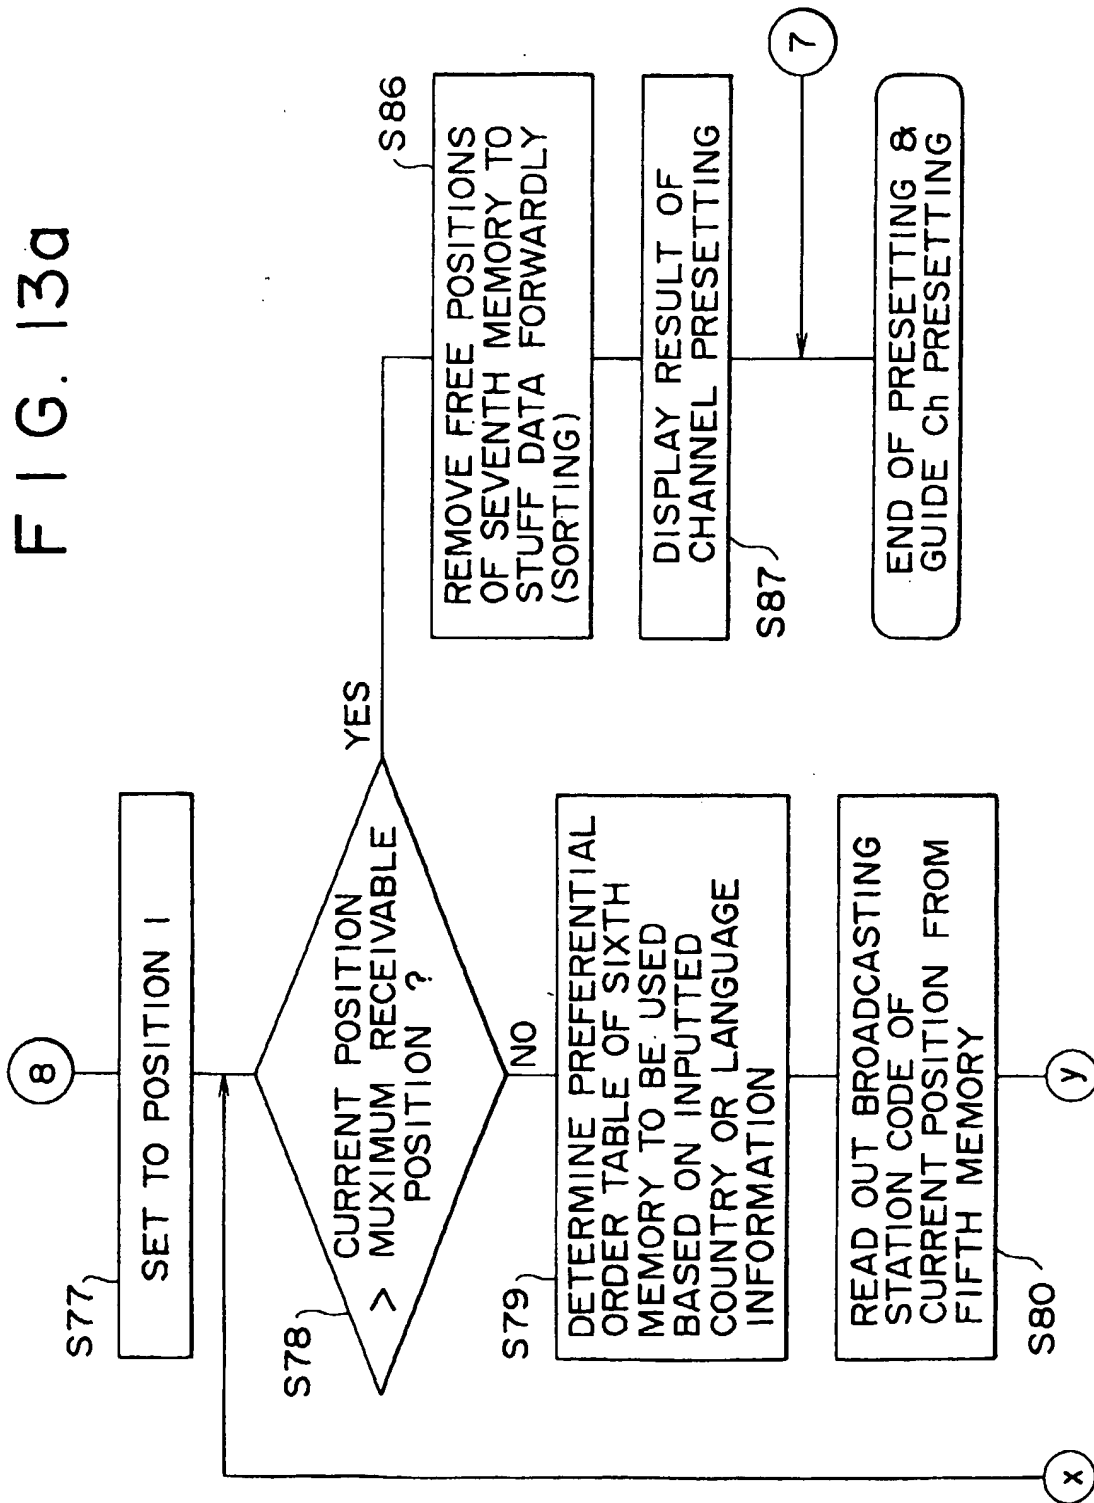 FIG. 13a
8
S77
SET TO POSITION 1
S78
CURRENT POSITION
> MUXIMUM RECEIVABLE
POSITION ?
YES
NO
S79
DETERMINE PREFERENTIAL
ORDER TABLE OF SIXTH
MEMORY TO BE USED
BASED ON INPUTTED
COUNTRY OR LANGUAGE
INFORMATION
READ OUT BROADCASTING
STATION CODE OF
CURRENT POSITION FROM
FIFTH MEMORY
S80
x
y
S86
REMOVE FREE POSITIONS
OF SEVENTH MEMORY TO
STUFF DATA FORWARDLY
(SORTING)
DISPLAY RESULT OF
CHANNEL PRESETTING
S87
7
END OF PRESETTING &
GUIDE Ch PRESETTING